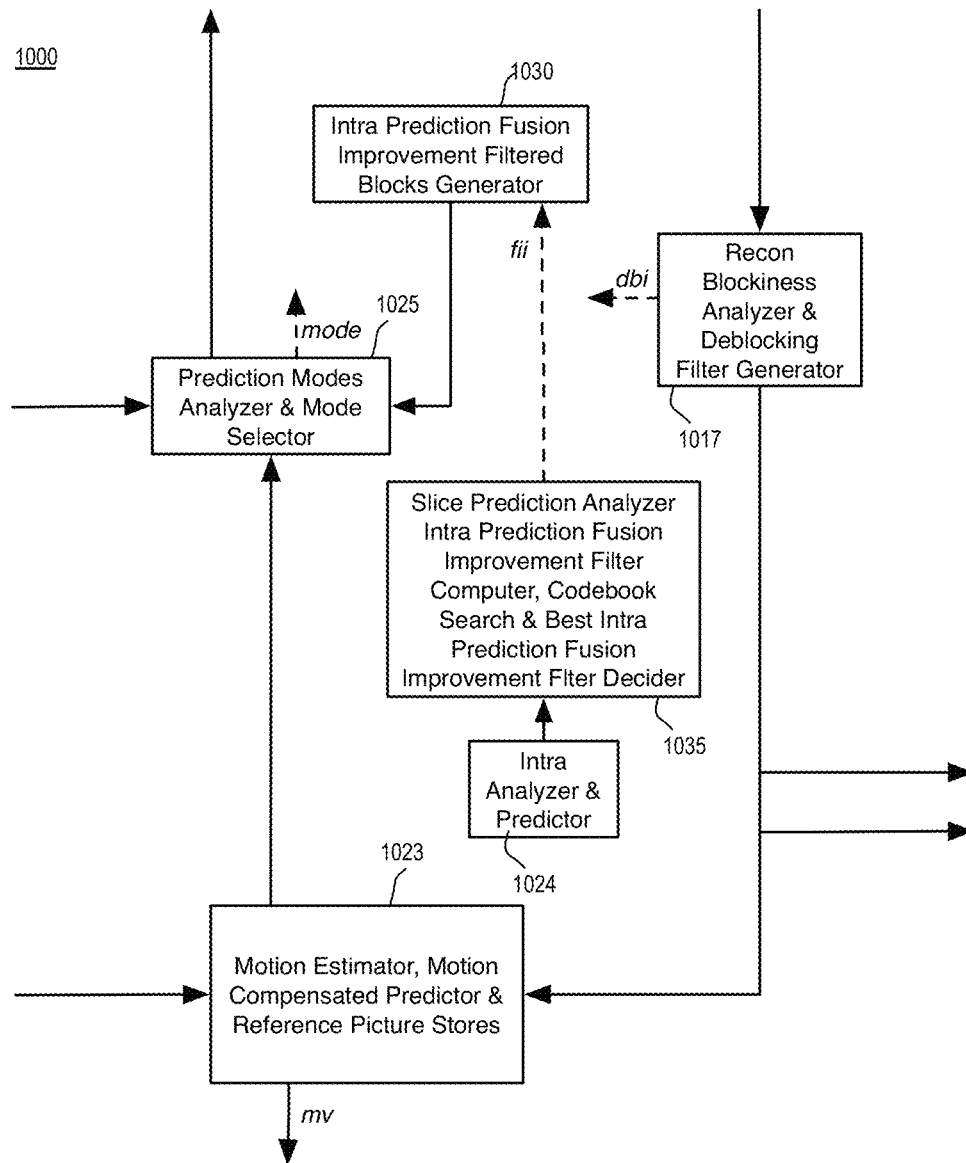 1000
1030
Intra Prediction Fusion
Improvement Filtered
Blocks Generator
fii
dbi
Recon
Blockiness
Analyzer &
Deblocking
Filter Generator
1017
mode
1025
Prediction Modes
Analyzer & Mode
Selector
Slice Prediction Analyzer
Intra Prediction Fusion
Improvement Filter
Computer, Codebook
Search & Best Intra
Prediction Fusion
Improvement Flter Decider
1035
Intra
Analyzer &
Predictor
1024
1023
Motion Estimator, Motion
Compensated Predictor &
Reference Picture Stores
mv